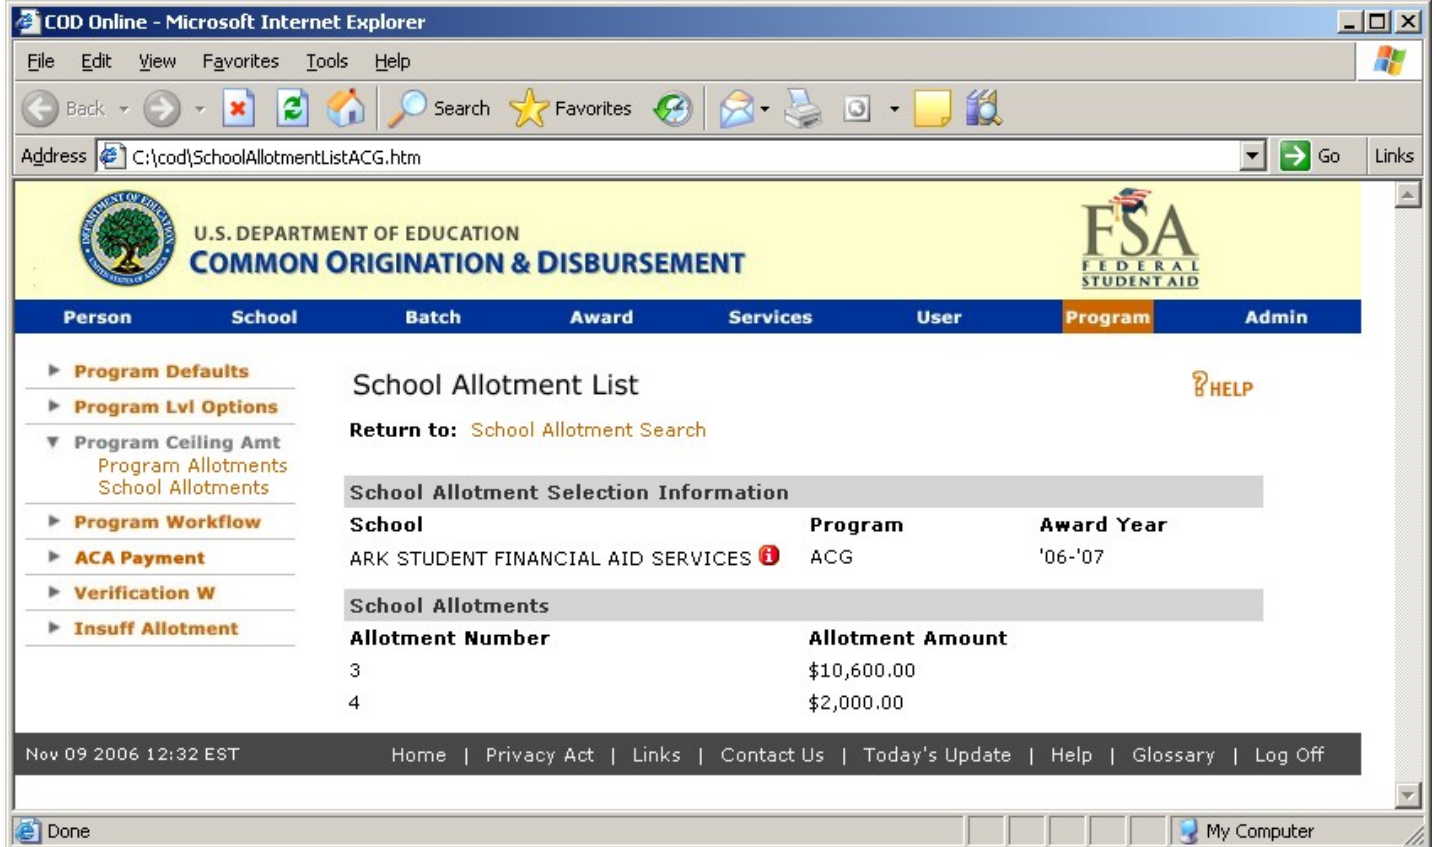 COD Online - Microsoft Internet Explorer
File Edit View Favorites Tools Help
Back Search Favorites
Address C:\cod\SchoolAllotmentListACG.htm Go Links
U.S. DEPARTMENT OF EDUCATION
COMMON ORIGINATION & DISBURSEMENT
FSA
FEDERAL
STUDENT AID
Person School Batch Award Services User Program Admin
Program Defaults
Program Lvl Options
Program Ceiling Amt
Program Allotments
School Allotments
Program Workflow
ACA Payment
Verification W
Insuff Allotment
School Allotment List
HELP
Return to: School Allotment Search
School Allotment Selection Information
School Program Award Year
ARK STUDENT FINANCIAL AID SERVICES ACG '06-'07
School Allotments
Allotment Number Allotment Amount
3 $10,600.00
4 $2,000.00
Nov 09 2006 12:32 EST Home | Privacy Act | Links | Contact Us | Today's Update | Help | Glossary | Log Off
Done My Computer